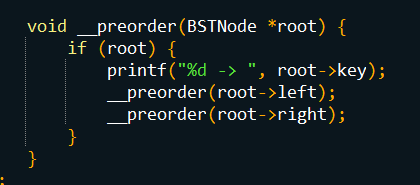 void __preorder(BSTNode *root) {
if (root) {
printf("%d -> ", root->key);
__preorder(root->left);
__preorder(root->right);
}
}
;